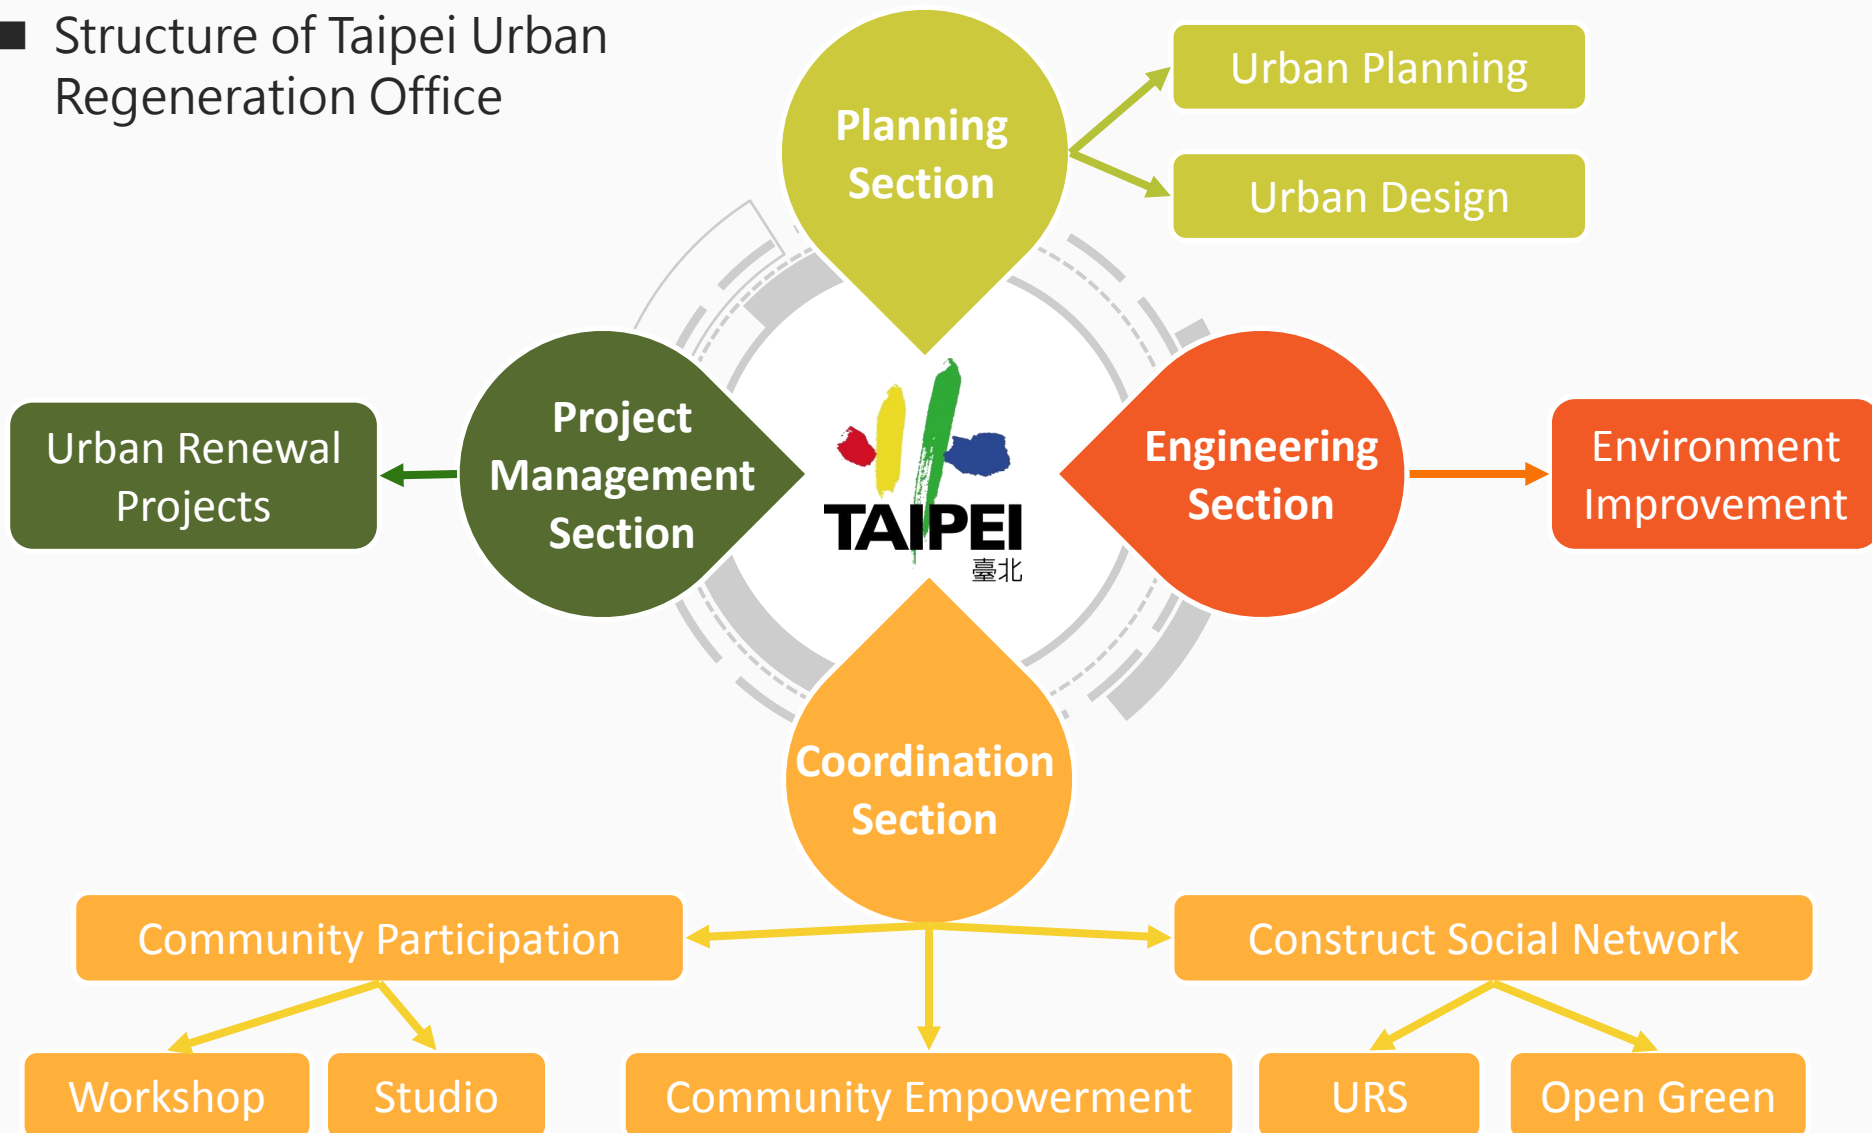 Structure of Taipei Urban
Regeneration Office
Planning
Section
Urban Planning
Urban Design
Project
Management
Section
Urban Renewal
Projects
TAIPEI
臺北
Engineering
Section
Environment
Improvement
Coordination
Section
Community Participation
Construct Social Network
Workshop
Studio
Community Empowerment
URS
Open Green